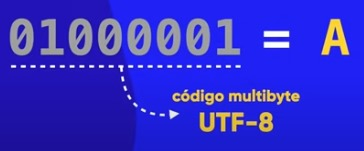 01000001 = A
código multibyte
UTF-8